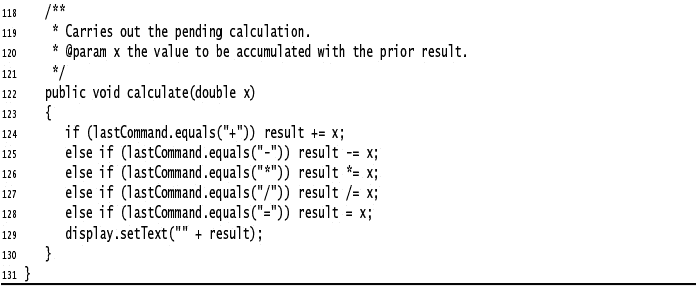 118 /**
119 * Carries out the pending calculation.
120 * @param x the value to be accumulated with the prior result.
121 */
122 public void calculate(double x)
123 {
124 if (lastCommand.equals("+")) result += x;
125 else if (lastCommand.equals("-")) result -= x;
126 else if (lastCommand.equals("*")) result *= x;
127 else if (lastCommand.equals("/")) result /= x;
128 else if (lastCommand.equals("=")) result = x;
129 display.setText("" + result);
130 }
131 }